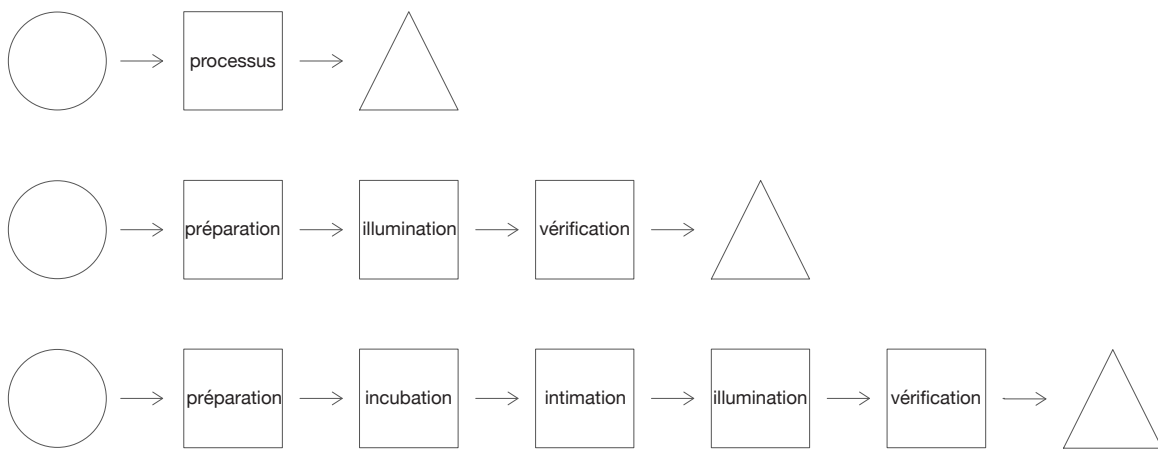 processus
préparation illumination vérification
préparation incubation intimation illumination vérification